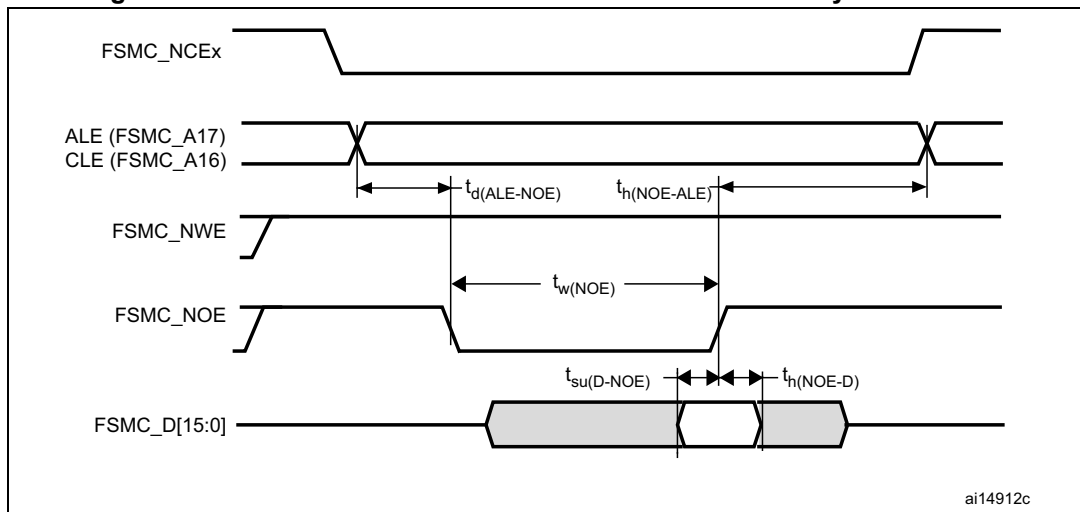 FSMC_NCEx
ALE (FSMC_A17)
CLE (FSMC_A16)
td(ALE-NOE)
th(NOE-ALE)
FSMC_NWE
tw(NOE)
FSMC_NOE
tsu(D-NOE)
th(NOE-D)
FSMC_D[15:0]
ai14912c